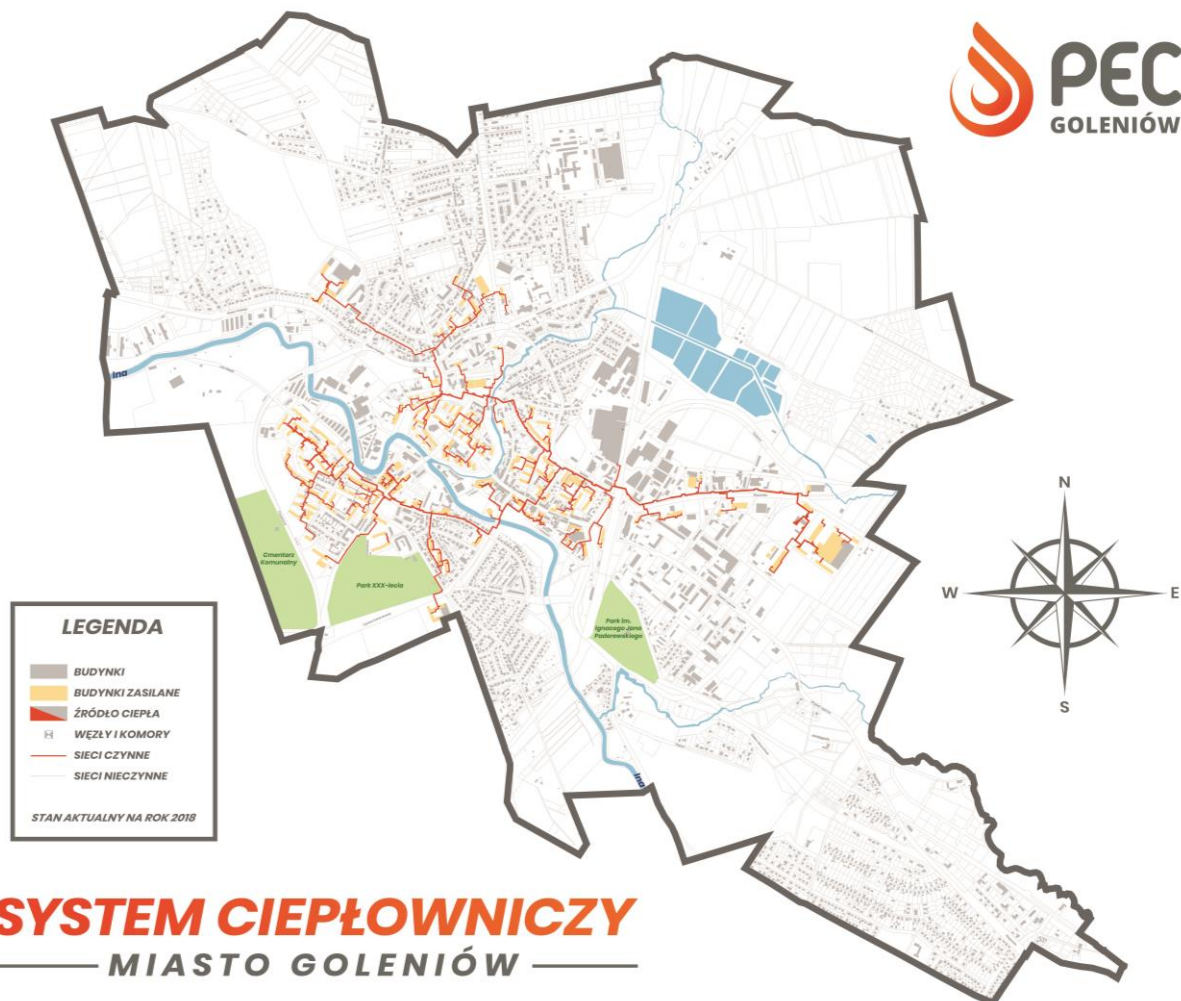 PEC
GOLENIÓW
Ina
N
W
E
S
Cmentarz
Komunalny
Park XXX-lecia
Park im.
Ignacego Jana
Paderewskiego
Ina
LEGENDA
BUDYNKI
BUDYNKI ZASILANE
ŹRÓDŁO CIEPŁA
WĘZŁY I KOMORY
SIECI CZYNNE
SIECI NIECZYNNE
STAN AKTUALNY NA ROK 2018
SYSTEM CIEPŁOWNICZY
MIASTO GOLENIÓW